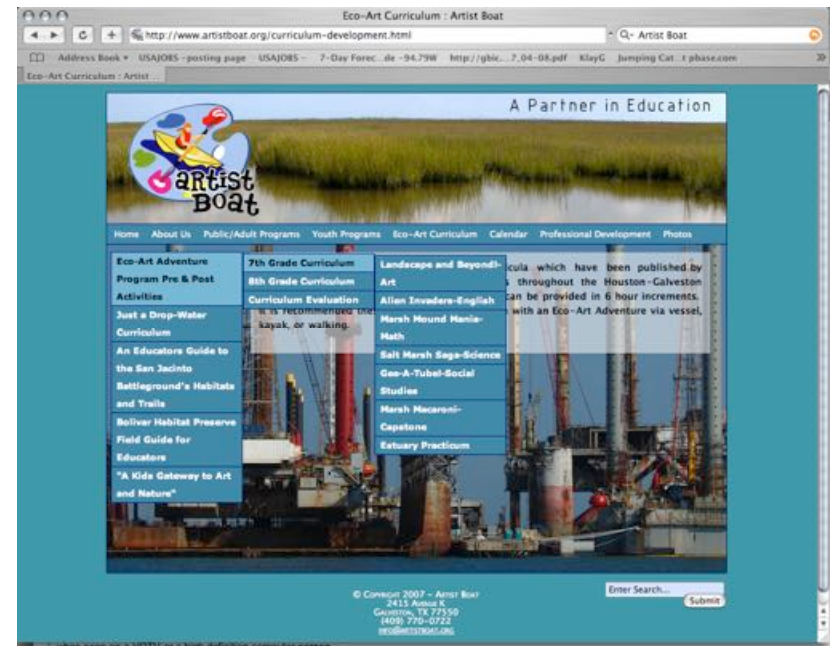 Eco-Art Curriculum : Artist Boat
http://www.artistboat.org/curriculum-development.html
Q- Artist Boat
Address Book USAJOBS -posting page USAJOBS - 7-Day Forec...de -94.79W http://gbic...7,04-08.pdf KlayG Jumping Cat...t phase.com
Eco-Art Curriculum : Artist ...
A Partner in Education
artist
Boat
Home About Us Public/Adult Programs Youth Programs Eco-Art Curriculum Calendar Professional Development Photos
Eco-Art Adventure
Program Pre & Post
Activities
Just a Drop-Water
Curriculum
An Educators Guide to
the San Jacinto
Battleground's Habitats
and Trails
Bolivar Habitat Preserve
Field Guide for
Educators
"A Kids Gateway to Art
and Nature"
7th Grade Curriculum
8th Grade Curriculum
Curriculum Evaluation
Landscape and Beyond!-
Art
Alien Invaders-English
Marsh Mound Mania-
Math
Salt Marsh Saga-Science
Geo-A-Tube!-Social
Studies
Marsh Macaroni-
Capstone
Estuary Practicum
cula which have been published by
s throughout the Houston-Galveston
can be provided in 6 hour increments.
It is recommended the with an Eco-Art Adventure via vessel,
kayak, or walking.
© Copyright 2007 - Artist Boat
2415 Avenue K
Galveston, TX 77550
(409) 770-0722
info@artistboat.org
Enter Search...
Submit